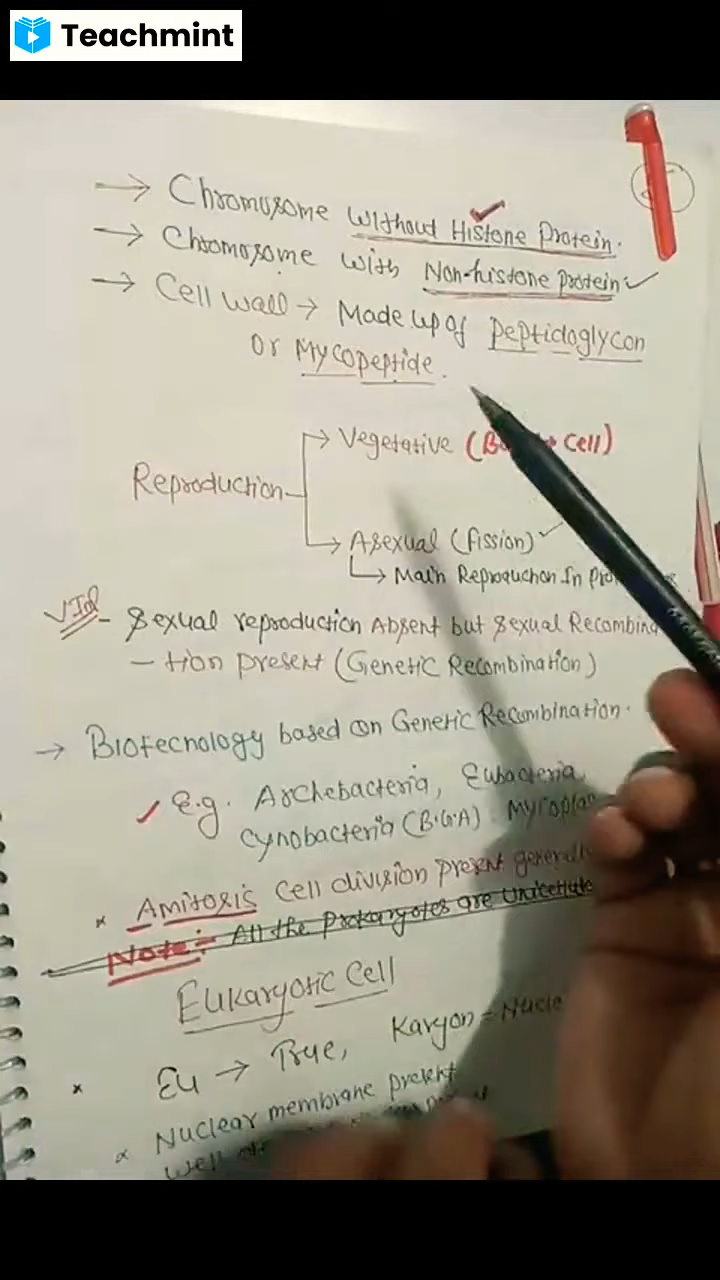 Teachmint
→ Chromosome without Histone Protein.
→ Chromosome with Non-histone protein
→ Cell wall → Made up of peptidoglycon
or Mycopeptide.
→ Vegetative ( Cell)
Reproduction
→ Asexual (fission)
→ Main Reproduction In
V.Imp - Sexual reproduction Absent but Sexual Recombina
- tion present (Genetic Recombination)
→ Biotecnology based on Genetic Recombination.
E.g. Archebacteria, Eubacteria,
Cynobacteria (B.G.A)
× Amitosis Cell division present
Note:- All the Prokaryotes are
Eukaryotic Cell
× Eu → True, Karyon =
× Nuclear membrane present
well